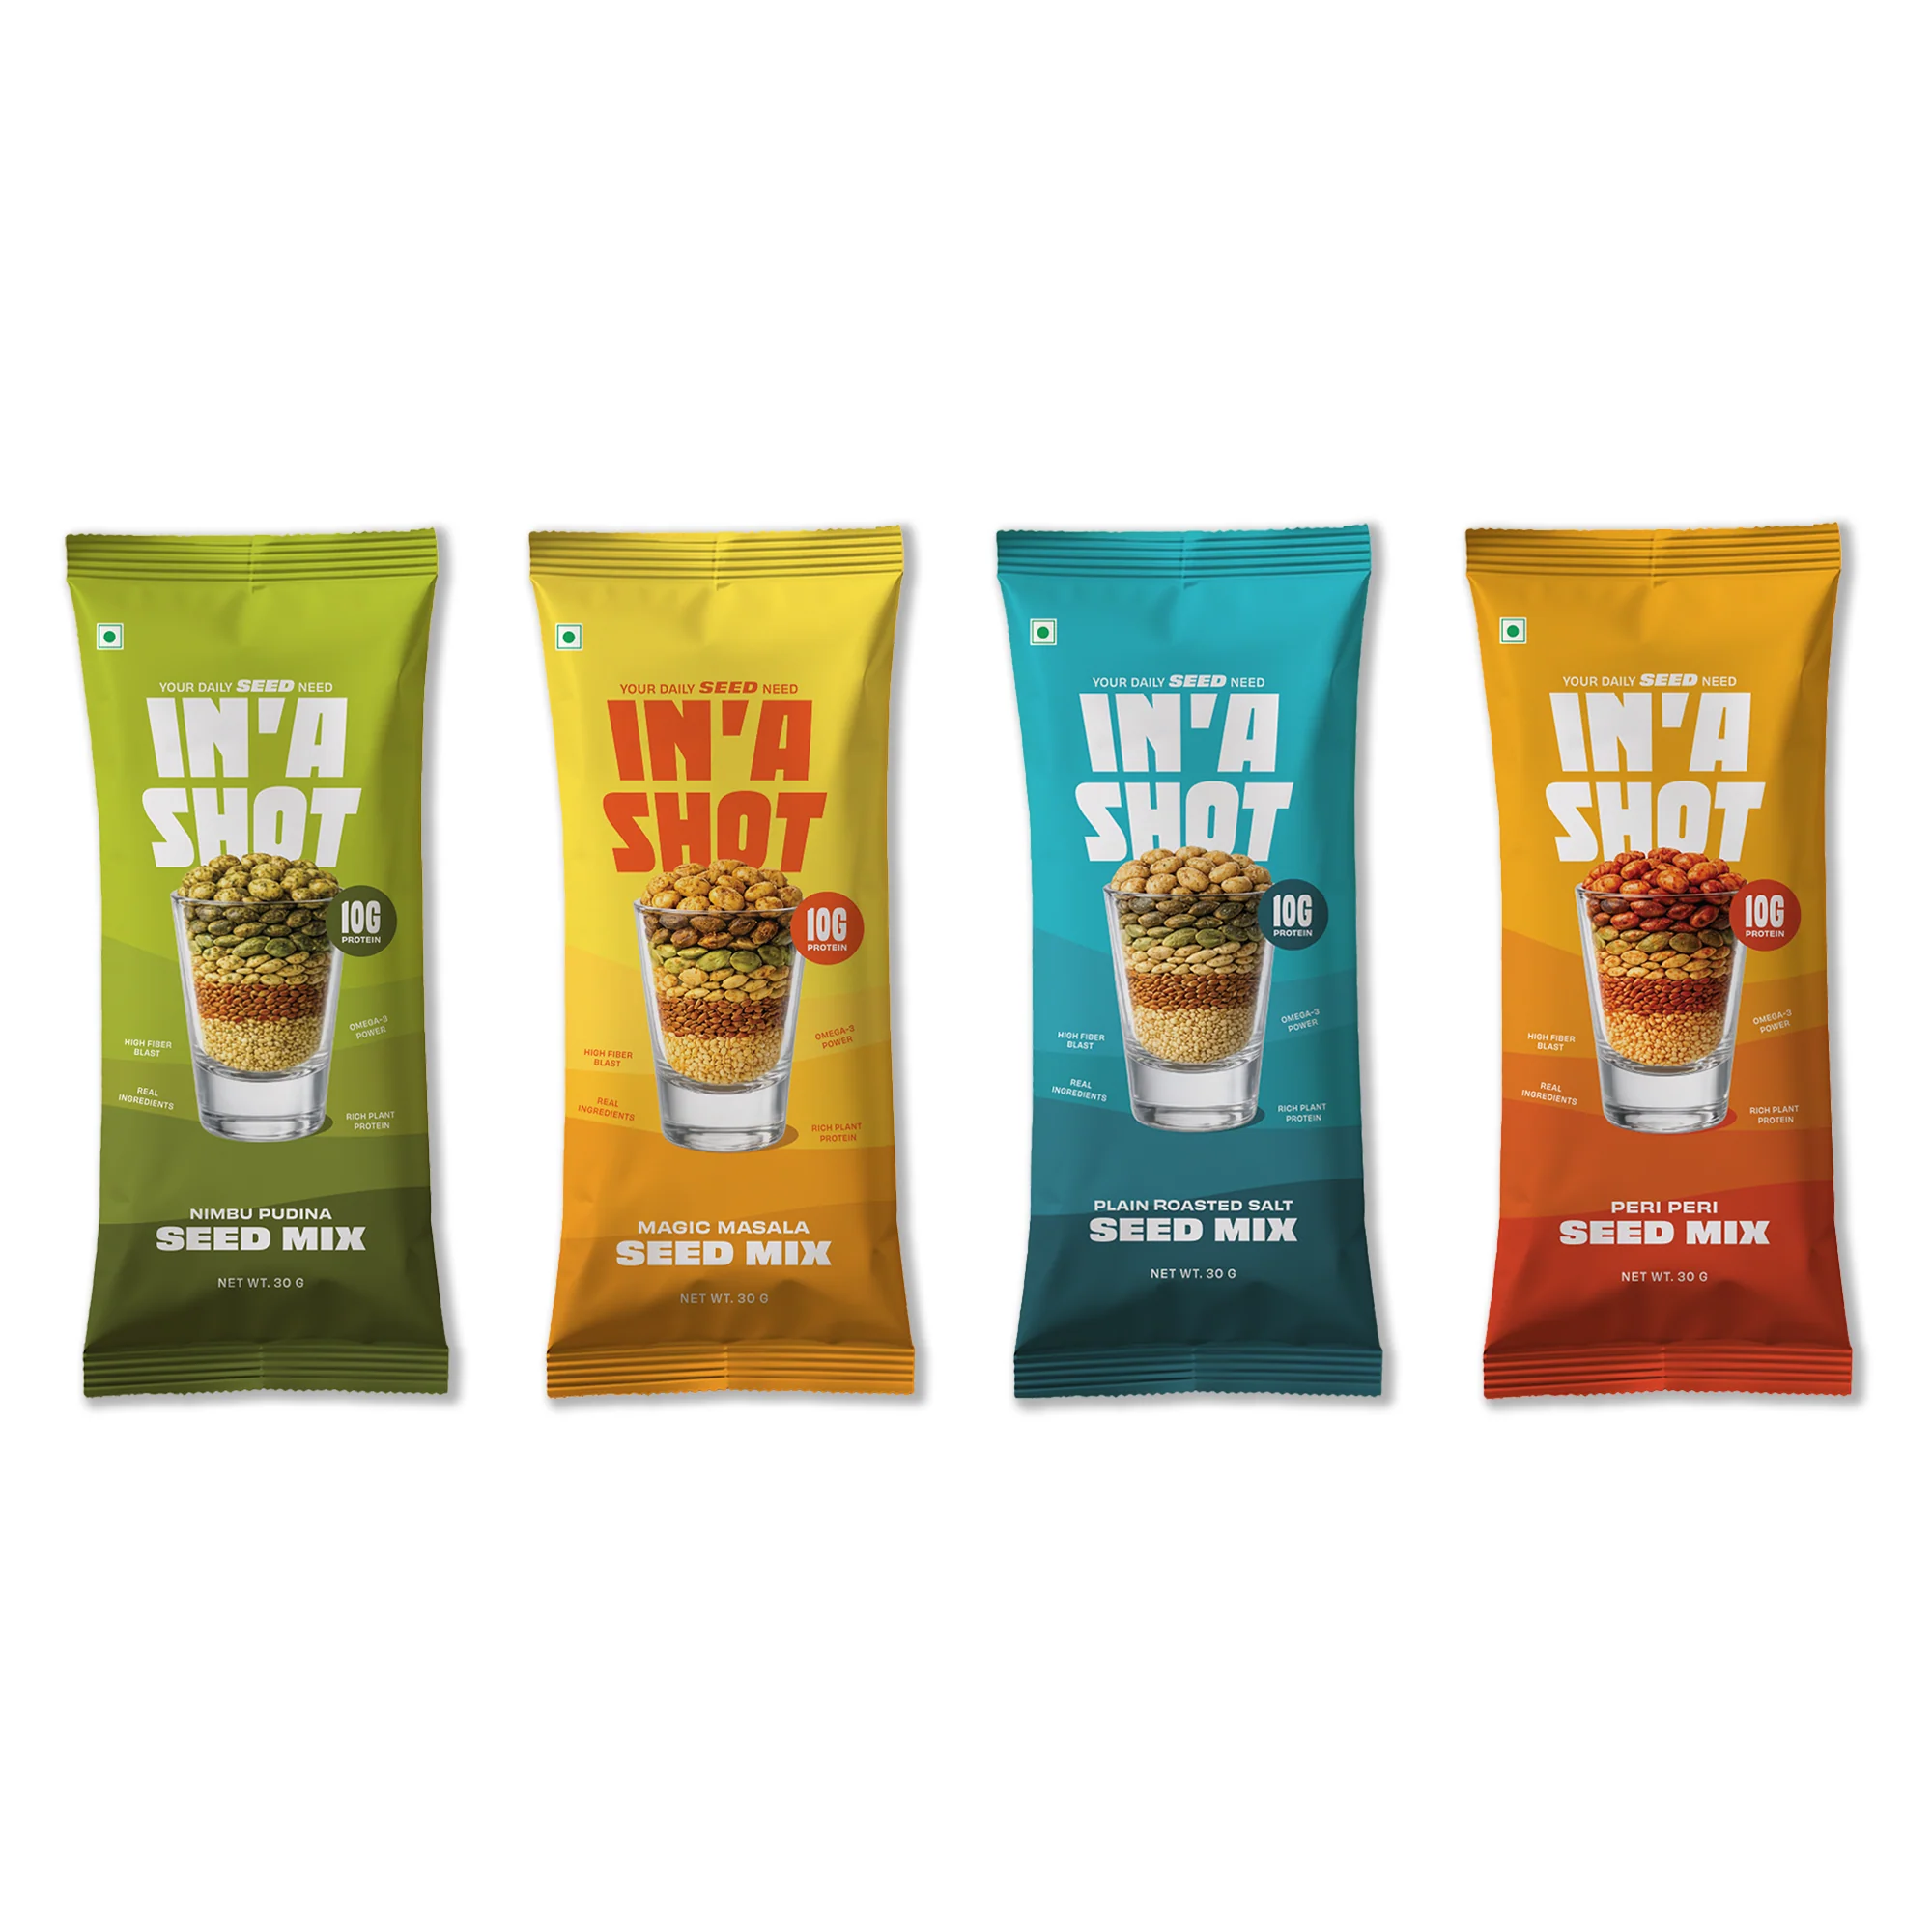 YOUR DAILY SEED NEED
IN'A
SHOT
10G
PROTEIN
OMEGA-3
POWER
HIGH FIBER
BLAST
REAL
INGREDIENTS
RICH PLANT
PROTEIN
NIMBU PUDINA
SEED MIX
NET WT. 30 G
YOUR DAILY SEED NEED
IN'A
SHOT
10G
PROTEIN
OMEGA-3
POWER
HIGH FIBER
BLAST
REAL
INGREDIENTS
RICH PLANT
PROTEIN
MAGIC MASALA
SEED MIX
NET WT. 30 G
YOUR DAILY SEED NEED
IN'A
SHOT
10G
PROTEIN
OMEGA-3
POWER
HIGH FIBER
BLAST
REAL
INGREDIENTS
RICH PLANT
PROTEIN
PLAIN ROASTED SALT
SEED MIX
NET WT. 30 G
YOUR DAILY SEED NEED
IN'A
SHOT
10G
PROTEIN
OMEGA-3
POWER
HIGH FIBER
BLAST
REAL
INGREDIENTS
RICH PLANT
PROTEIN
PERI PERI
SEED MIX
NET WT. 30 G